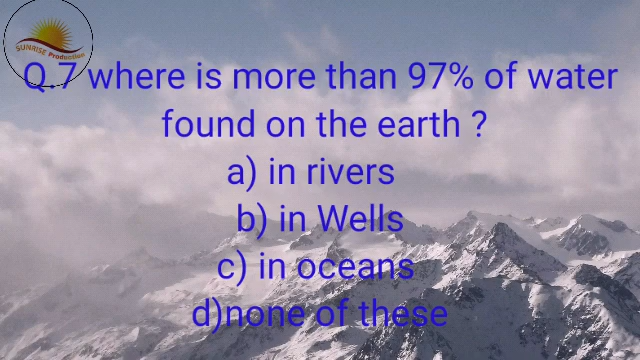 SUNRISE Production
Q.7 where is more than 97% of water
found on the earth ?
a) in rivers
b) in Wells
c) in oceans
d)none of these